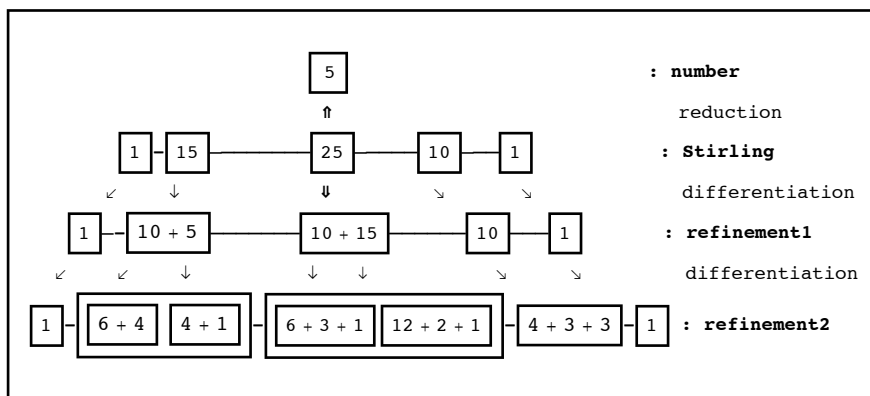 5 : number
⇑ reduction
1 15 25 10 1 : Stirling
↙ ↓ ⇓ ↘ ↘ differentiation
1 10 + 5 10 + 15 10 1 : refinement1
↙ ↙ ↓ ↓ ↓ ↘ ↘ differentiation
1 6 + 4 4 + 1 6 + 3 + 1 12 + 2 + 1 4 + 3 + 3 1 : refinement2